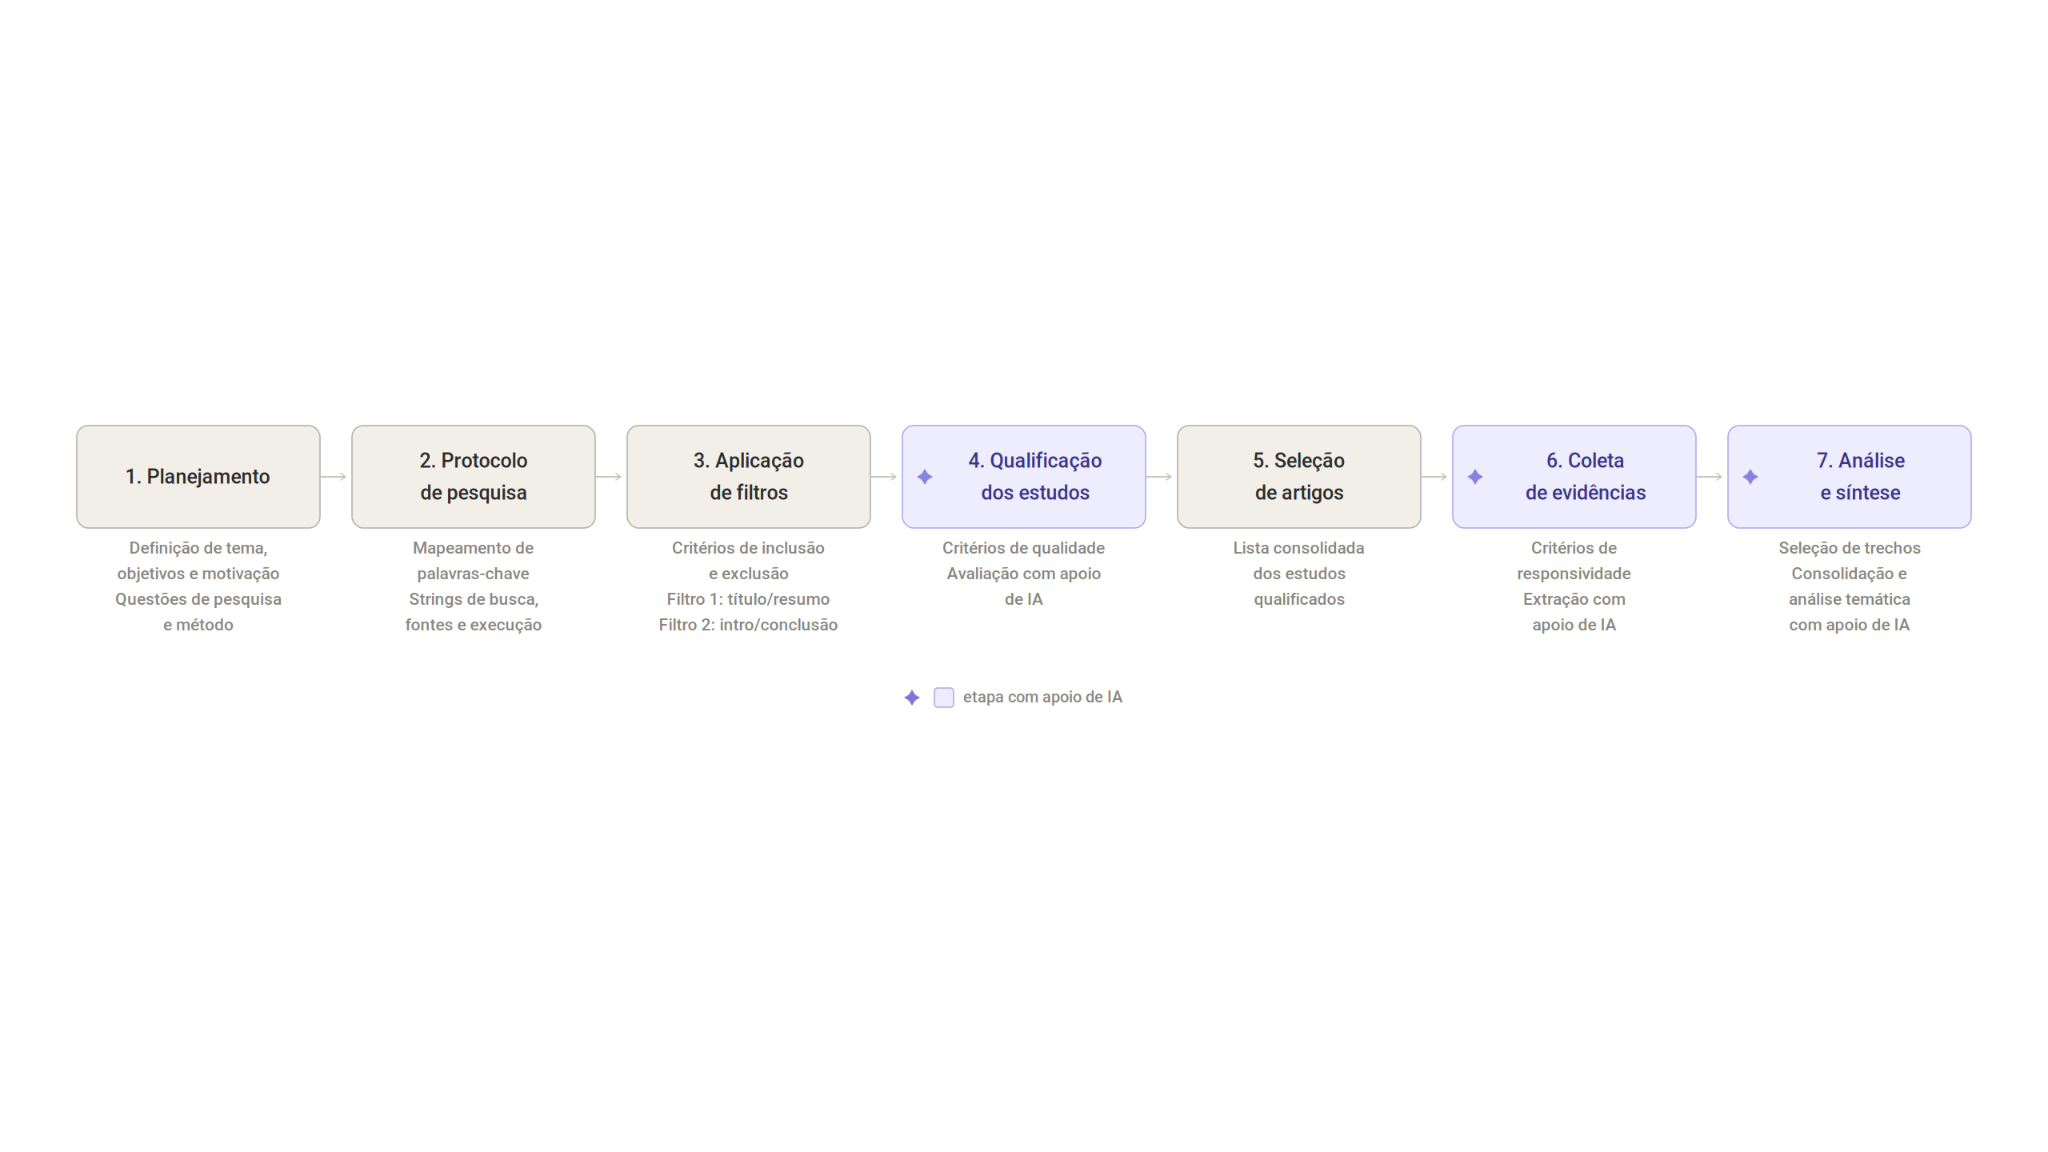 1. Planejamento
Definição de tema,
objetivos e motivação
Questões de pesquisa
e método
2. Protocolo
de pesquisa
Mapeamento de
palavras-chave
Strings de busca,
fontes e execução
3. Aplicação
de filtros
Critérios de inclusão
e exclusão
Filtro 1: título/resumo
Filtro 2: intro/conclusão
4. Qualificação
dos estudos
Critérios de qualidade
Avaliação com apoio
de IA
5. Seleção
de artigos
Lista consolidada
dos estudos
qualificados
6. Coleta
de evidências
Critérios de
responsividade
Extração com
apoio de IA
7. Análise
e síntese
Seleção de trechos
Consolidação e
análise temática
com apoio de IA
etapa com apoio de IA